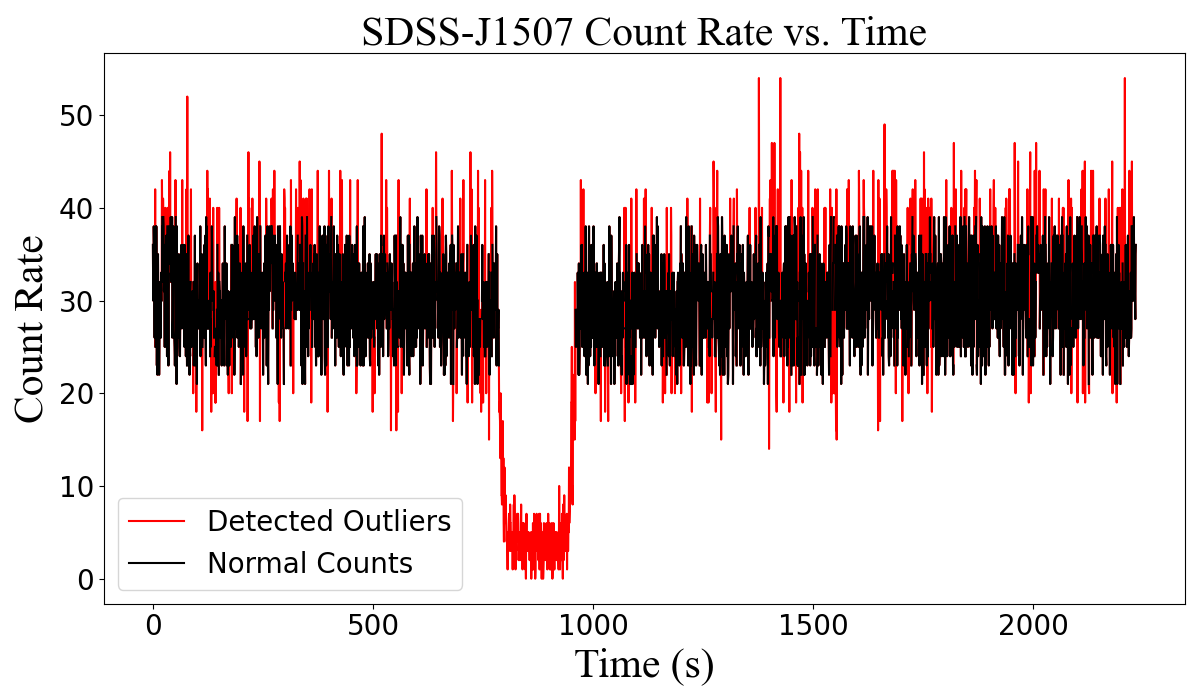 SDSS-J1507 Count Rate vs. Time
Count Rate
50
40
30
20
10
0
Detected Outliers
Normal Counts
0 500 1000 1500 2000
Time (s)